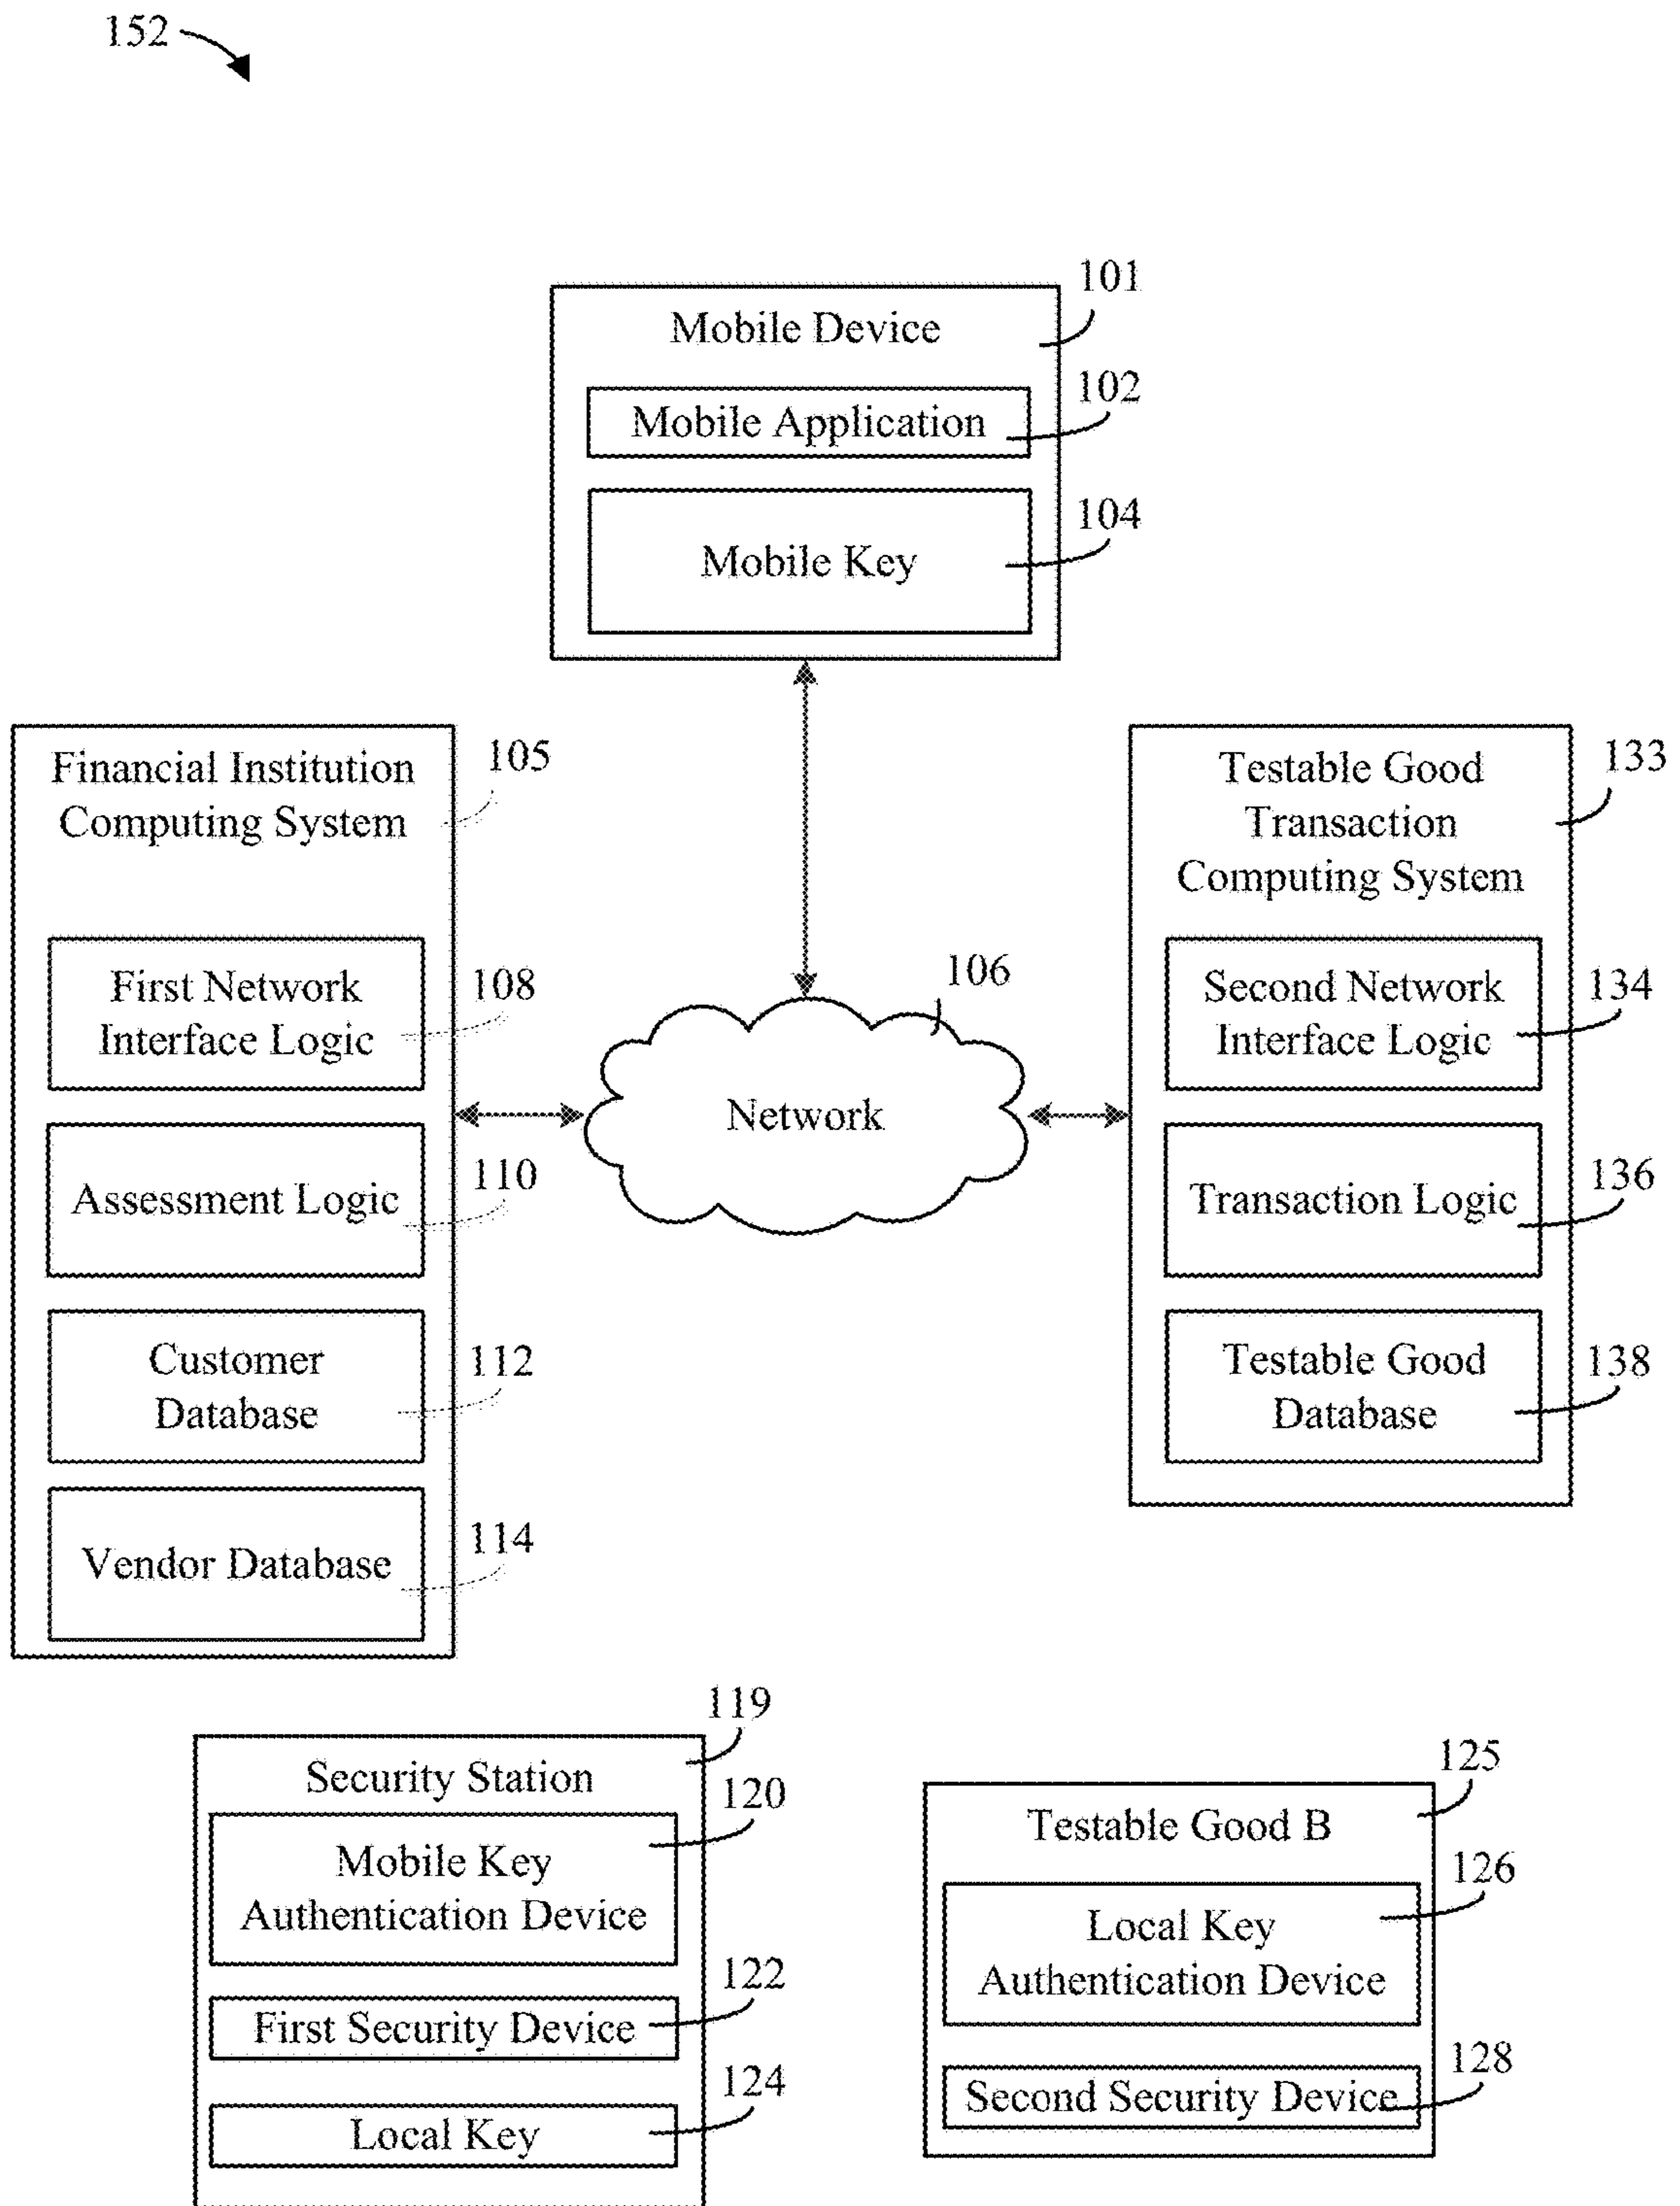 152
101
Mobile Device
102
Mobile Application
104
Mobile Key
105
Financial Institution
Computing System
108
First Network
Interface Logic
110
Assessment Logic
112
Customer
Database
114
Vendor Database
106
Network
133
Testable Good
Transaction
Computing System
134
Second Network
Interface Logic
136
Transaction Logic
138
Testable Good
Database
119
Security Station
120
Mobile Key
Authentication Device
122
First Security Device
124
Local Key
125
Testable Good B
126
Local Key
Authentication Device
128
Second Security Device